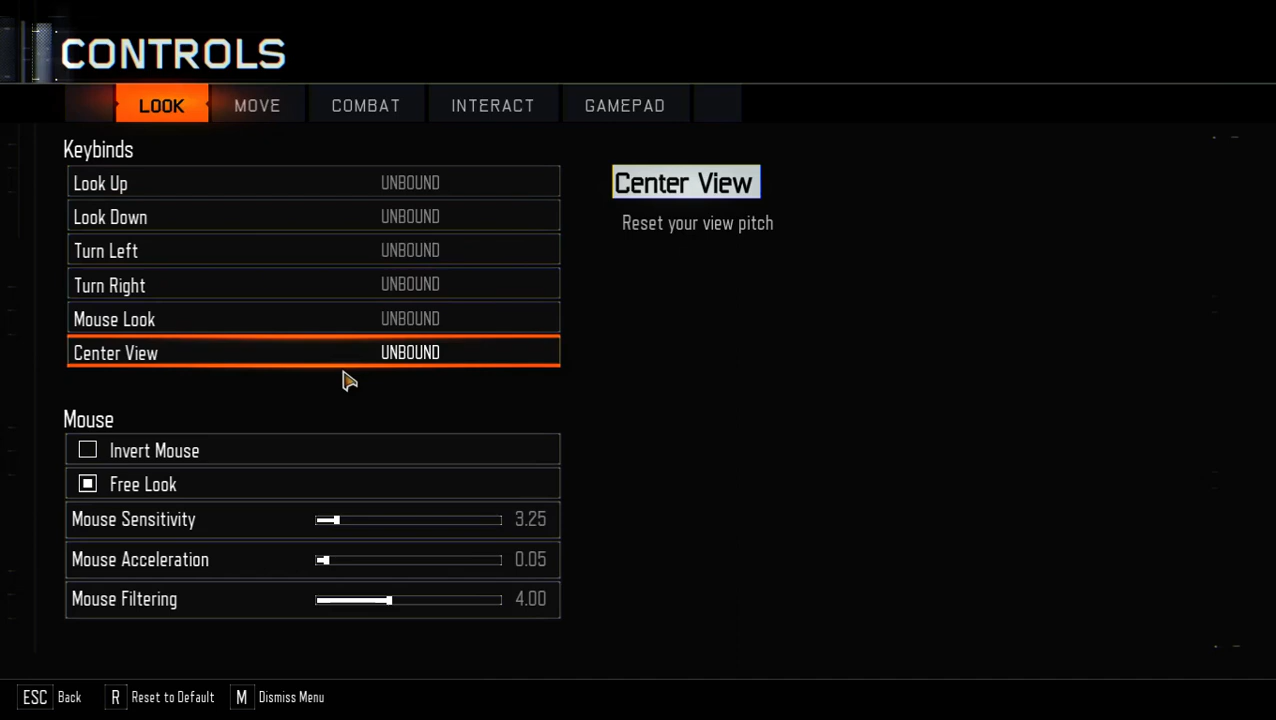 CONTROLS
LOOK MOVE COMBAT INTERACT GAMEPAD
Keybinds
Look Up UNBOUND
Look Down UNBOUND
Turn Left UNBOUND
Turn Right UNBOUND
Mouse Look UNBOUND
Center View UNBOUND
Center View
Reset your view pitch
Mouse
Invert Mouse
Free Look
Mouse Sensitivity 3.25
Mouse Acceleration 0.05
Mouse Filtering 4.00
ESC Back R Reset to Default M Dismiss Menu